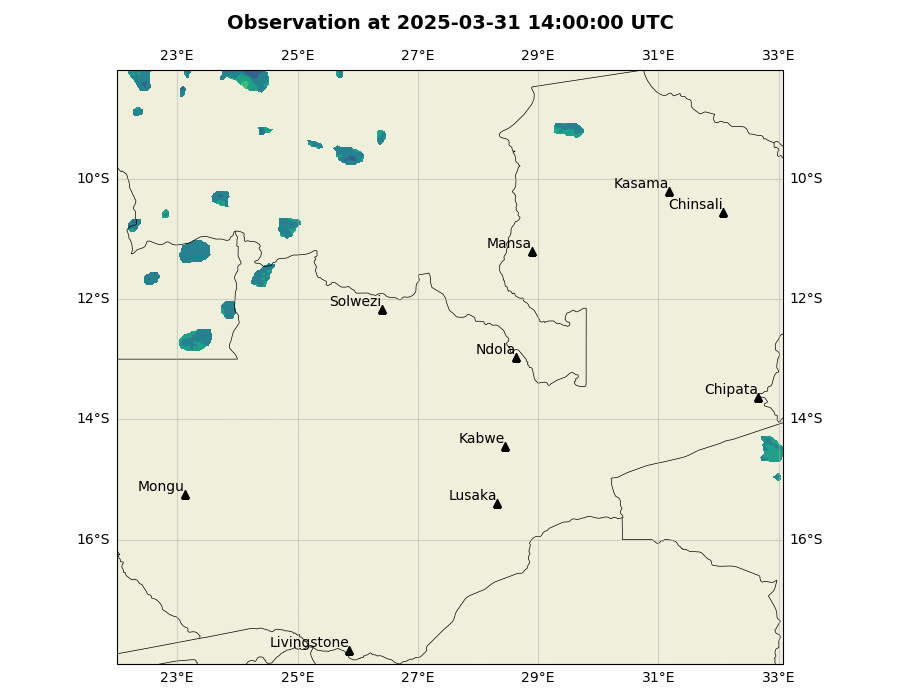 Observation at 2025-03-31 14:00:00 UTC
23°E 25°E 27°E 29°E 31°E 33°E
10°S 10°S
Kasama
Chinsali
Mansa
12°S 12°S
Solwezi
Ndola
Chipata
14°S 14°S
Kabwe
Mongu
Lusaka
16°S 16°S
Livingstone
23°E 25°E 27°E 29°E 31°E 33°E